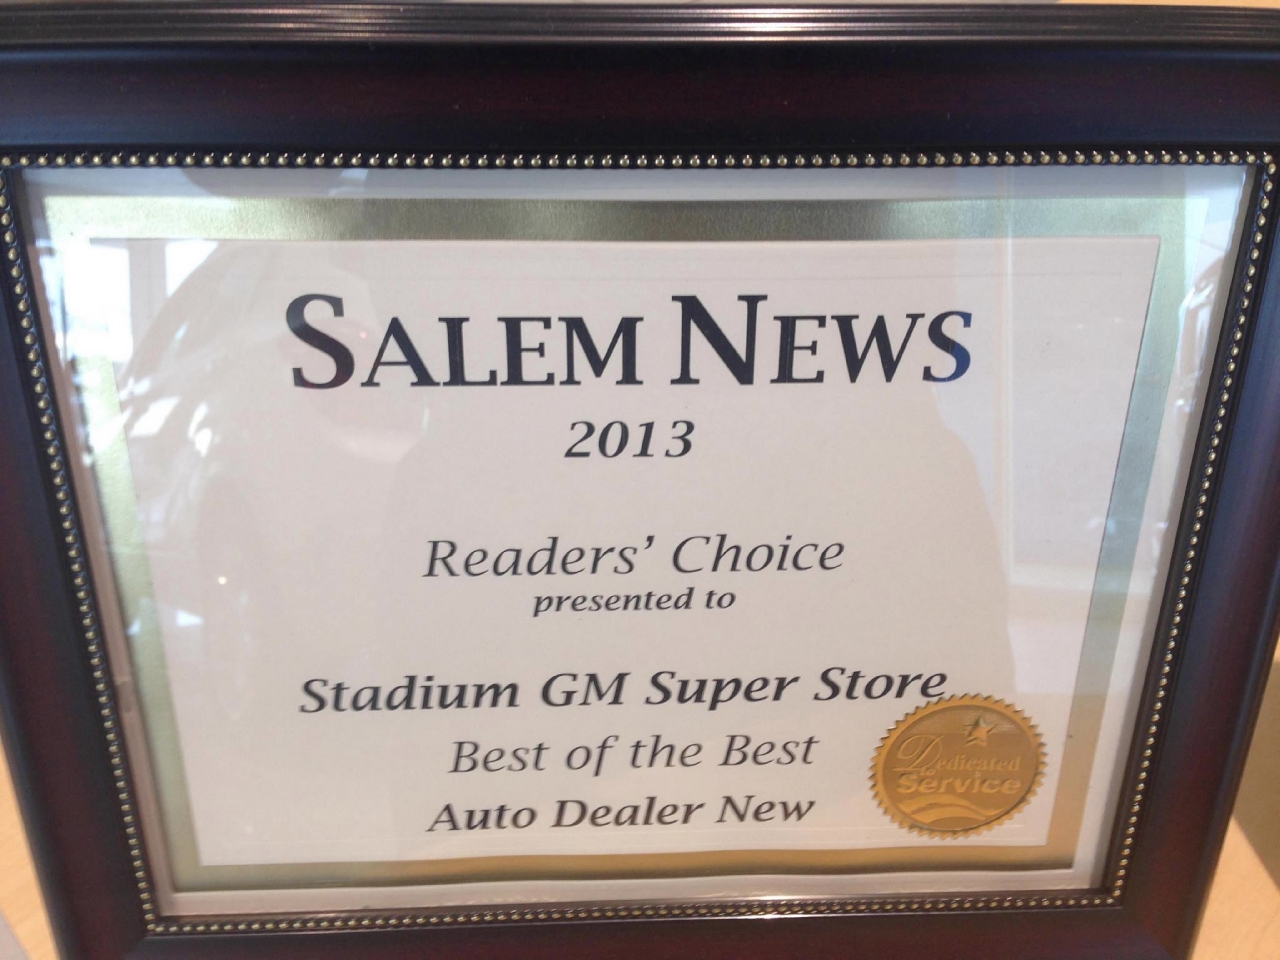 SALEM NEWS
2013
Readers' Choice
presented to
Stadium GM Super Store
Best of the Best
Auto Dealer New
Dedicated
to
Service